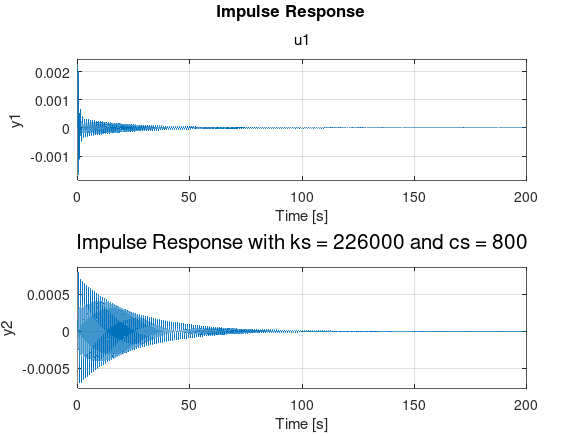 Impulse Response
u1
0.002
0.001
0
-0.001
y1
0 50 100 150 200
Time [s]
Impulse Response with ks = 226000 and cs = 800
0.0005
0
-0.0005
y2
0 50 100 150 200
Time [s]